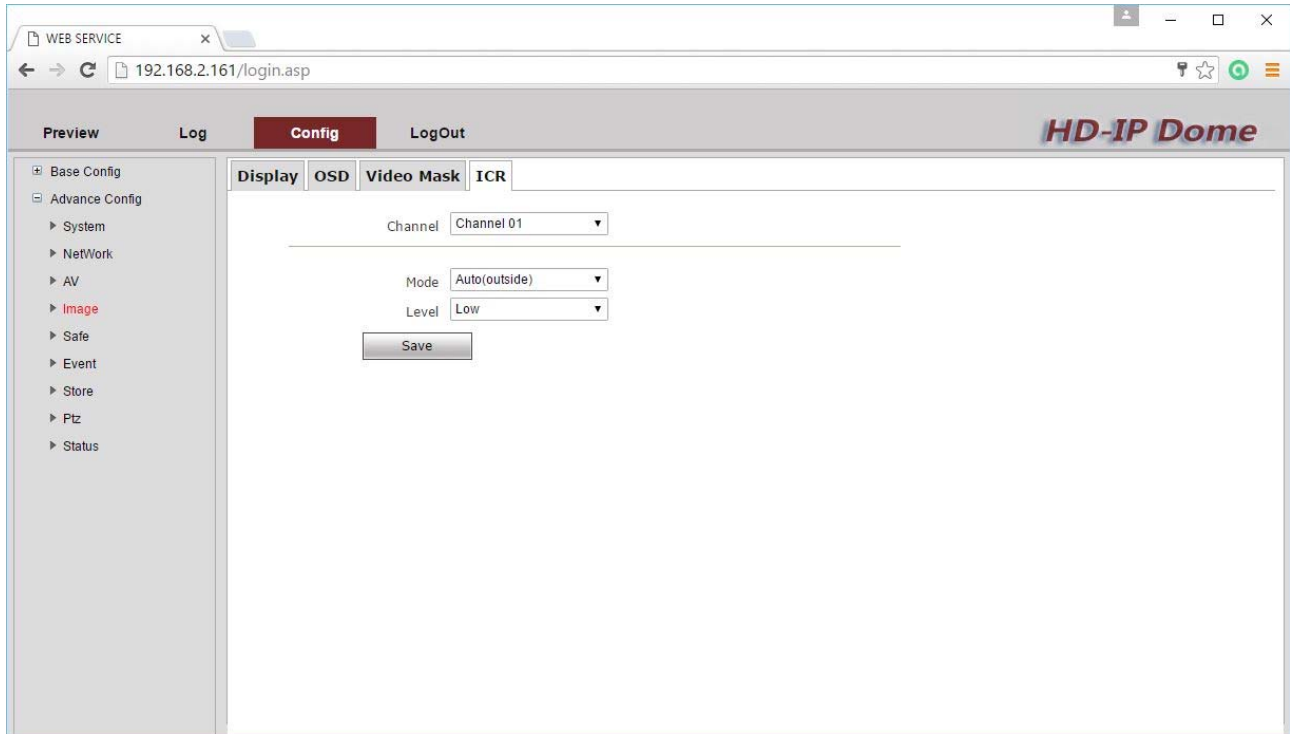 WEB SERVICE
192.168.2.161/login.asp
Preview Log Config LogOut HD-IP Dome
Base Config
Advance Config
System
NetWork
AV
Image
Safe
Event
Store
Ptz
Status
Display OSD Video Mask ICR
Channel Channel 01
Mode Auto(outside)
Level Low
Save